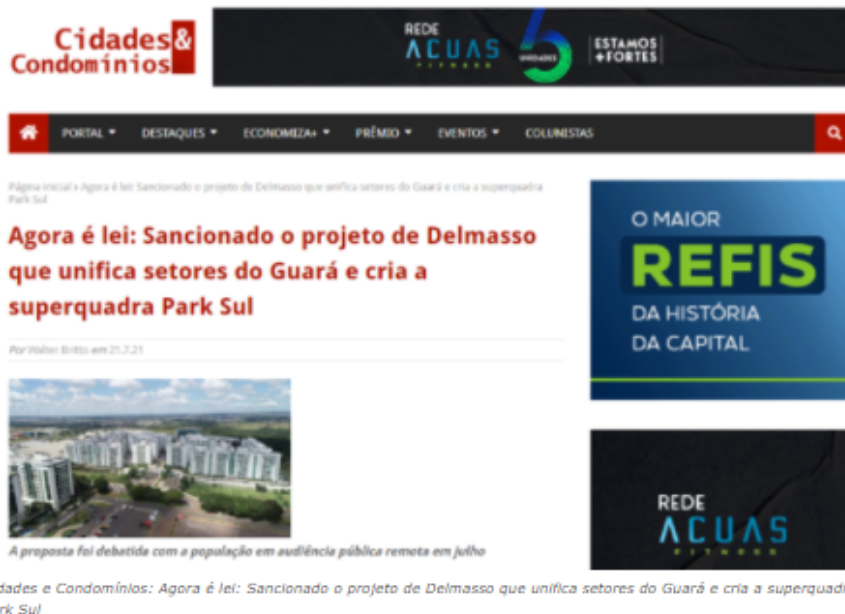 Cidades&
Condomínios
REDE
ACUAS
FITNESS
UNIDADES
ESTAMOS
+FORTES
PORTAL
DESTAQUES
ECONOMIZA+
PRÊMIO
EVENTOS
COLUNISTAS
Página inicial » Agora é lei: Sancionado o projeto de Delmasso que unifica setores do Guará e cria a superquadra
Park Sul
Agora é lei: Sancionado o projeto de Delmasso
que unifica setores do Guará e cria a
superquadra Park Sul
Por Walter Britto em 21.7.21
O MAIOR
REFIS
DA HISTÓRIA
DA CAPITAL
REDE
ACUAS
FITNESS
A proposta foi debatida com a população em audiência pública remota em julho
dades e Condomínios: Agora é lei: Sancionado o projeto de Delmasso que unifica setores do Guará e cria a superquadr
rk Sul